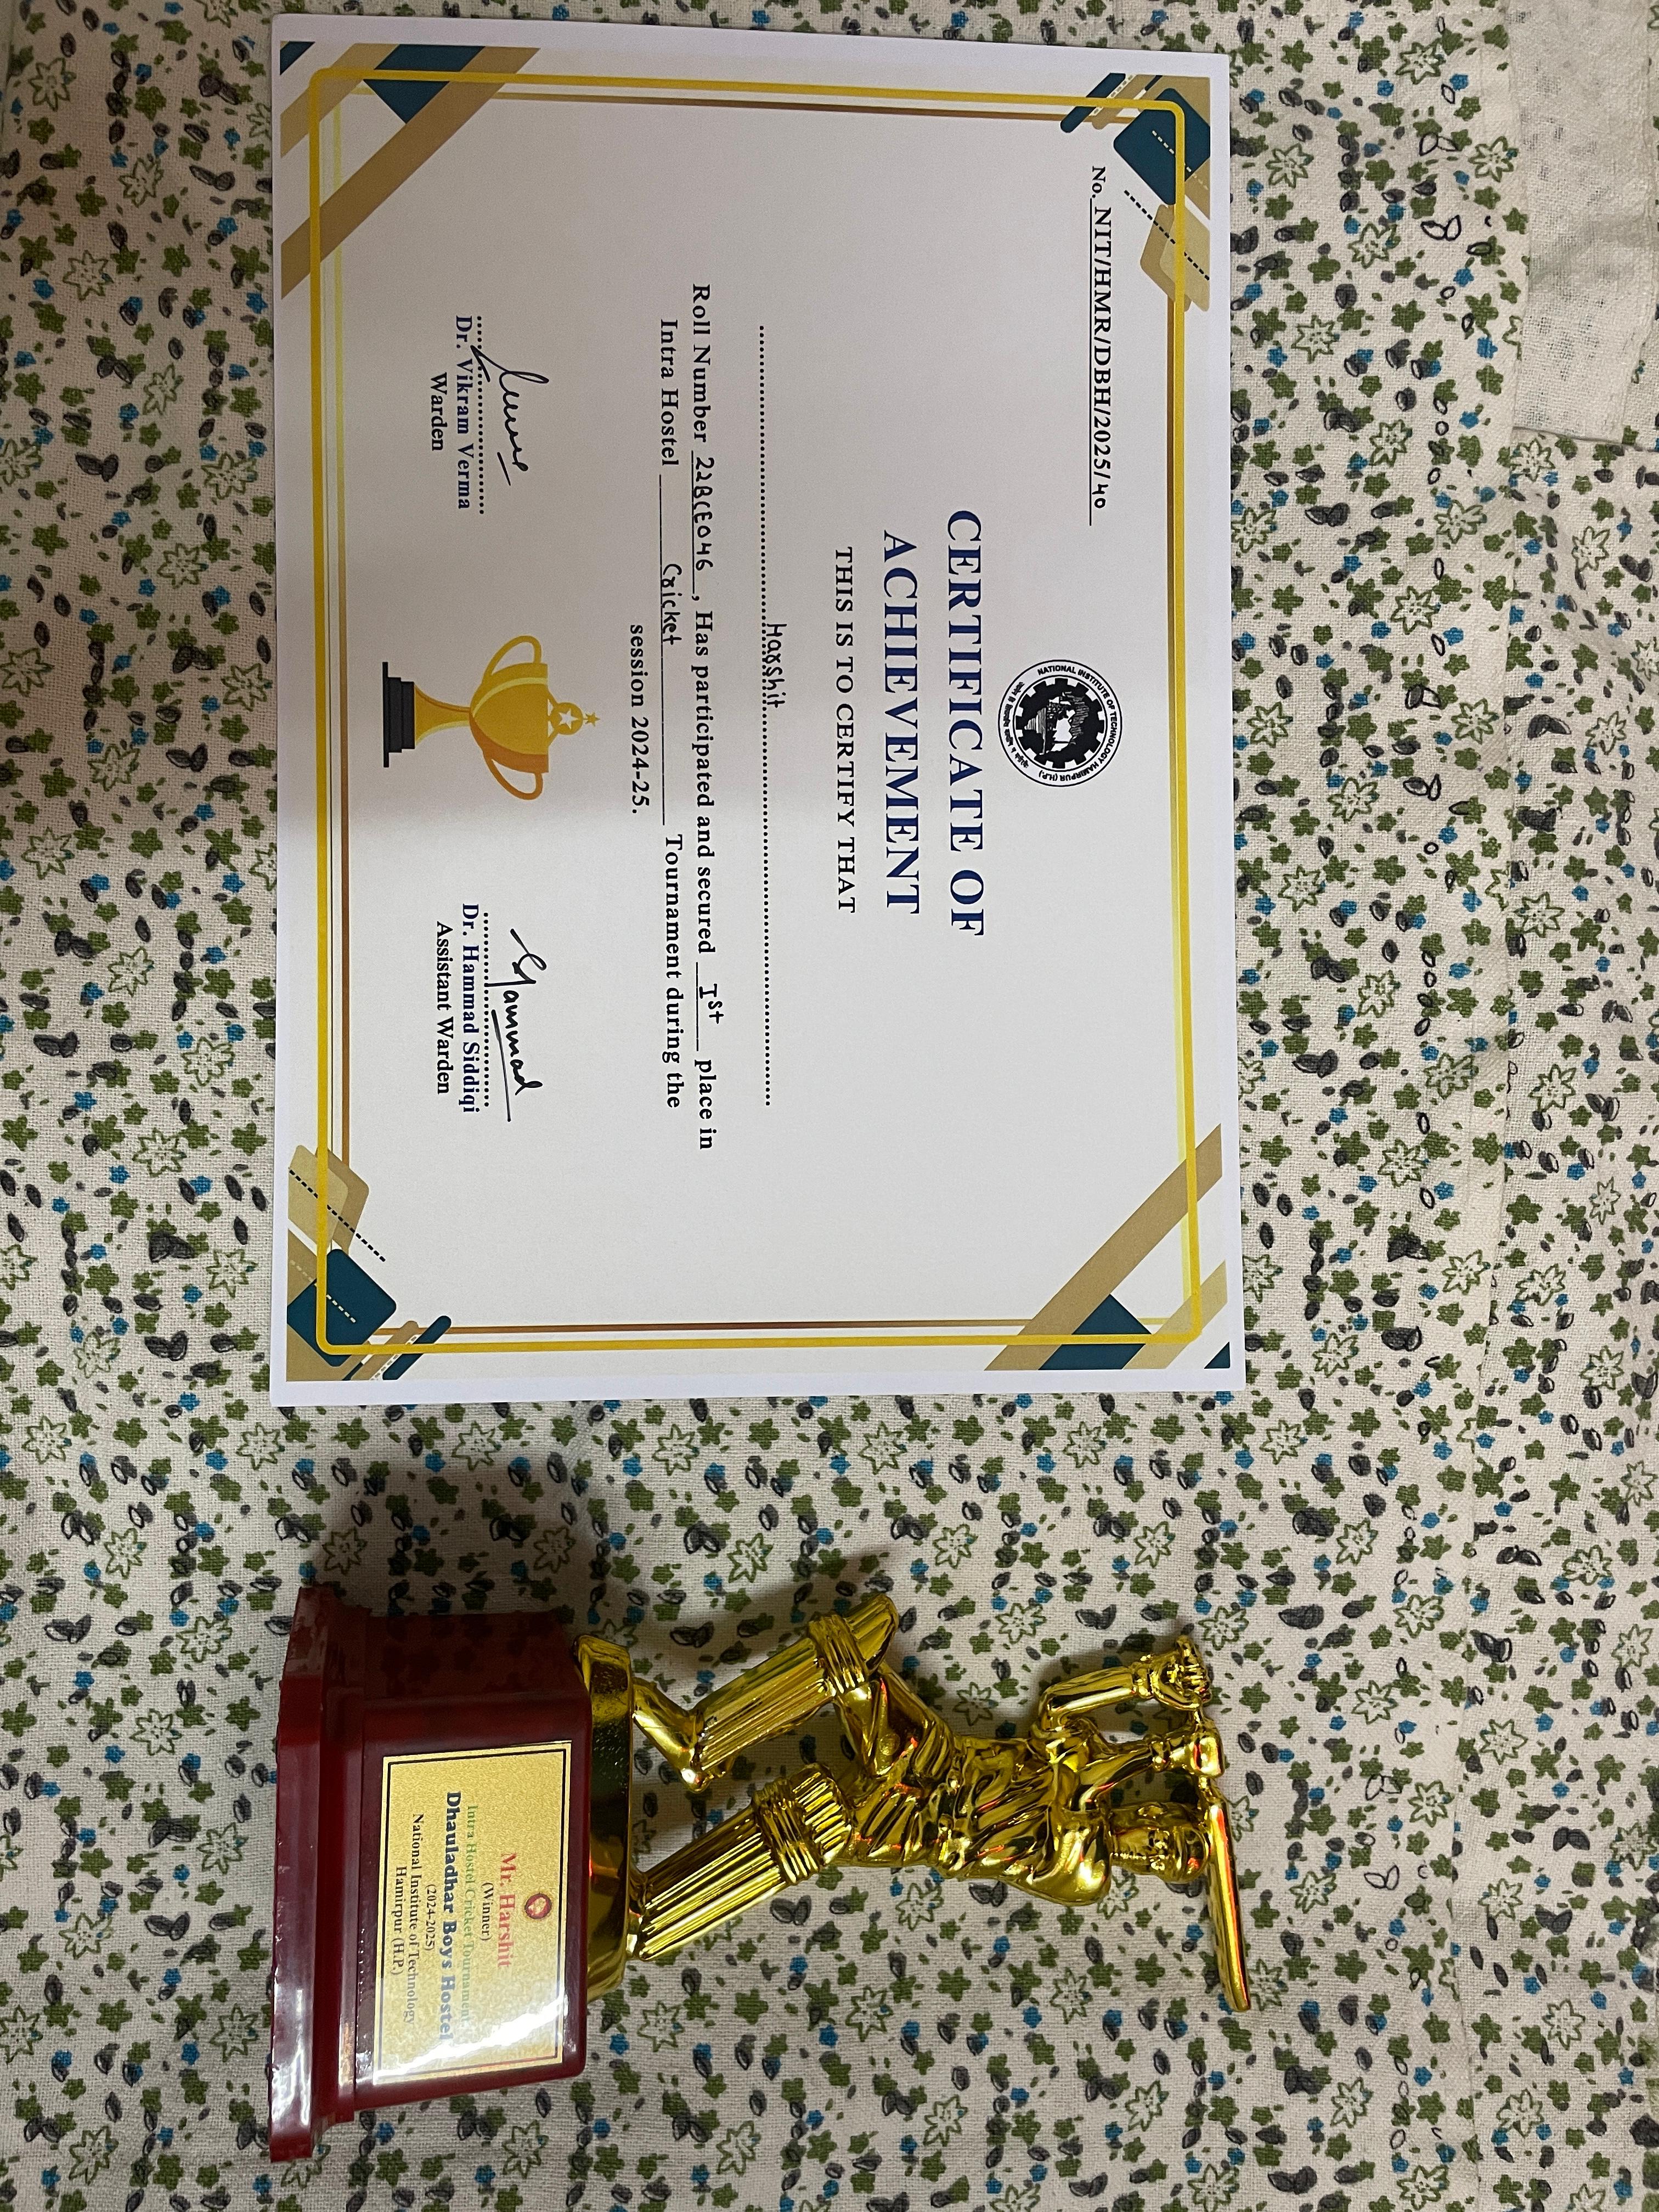 No. NIT/HMR/DBH/2025/40
NATIONAL INSTITUTE OF TECHNOLOGY HAMIRPUR (H.P.)
CERTIFICATE OF
ACHIEVEMENT
THIS IS TO CERTIFY THAT
Harshit
Roll Number 22BCE046, Has participated and secured Ist place in
Intra Hostel Cricket Tournament during the
session 2024-25.
Dr. Vikram Verma
Warden
Hammad
Dr. Hammad Siddiqi
Assistant Warden
Mr. Harshit
(Winner)
Intra Hostel Cricket Tournament
Dhauladhar Boys Hostel
(2024-2025)
National Institute of Technology
Hamirpur (H.P.)